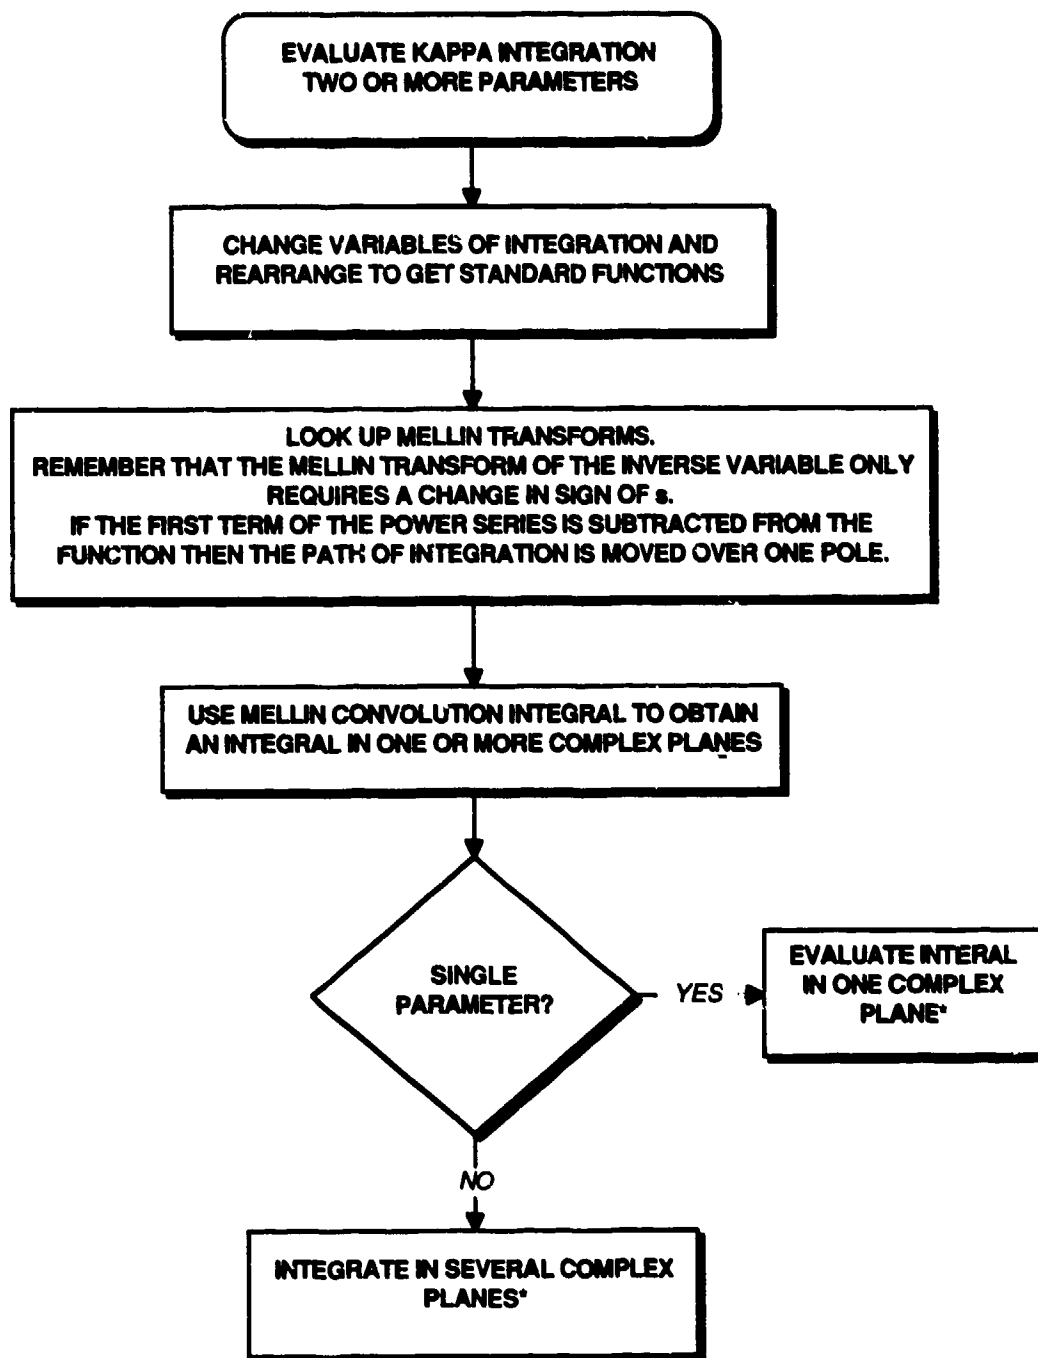 EVALUATE KAPPA INTEGRATION
TWO OR MORE PARAMETERS
CHANGE VARIABLES OF INTEGRATION AND
REARRANGE TO GET STANDARD FUNCTIONS
LOOK UP MELLIN TRANSFORMS.
REMEMBER THAT THE MELLIN TRANSFORM OF THE INVERSE VARIABLE ONLY
REQUIRES A CHANGE IN SIGN OF s.
IF THE FIRST TERM OF THE POWER SERIES IS SUBTRACTED FROM THE
FUNCTION THEN THE PATH OF INTEGRATION IS MOVED OVER ONE POLE.
USE MELLIN CONVOLUTION INTEGRAL TO OBTAIN
AN INTEGRAL IN ONE OR MORE COMPLEX PLANES
SINGLE
PARAMETER?
YES
EVALUATE INTERAL
IN ONE COMPLEX
PLANE*
NO
INTEGRATE IN SEVERAL COMPLEX
PLANES*